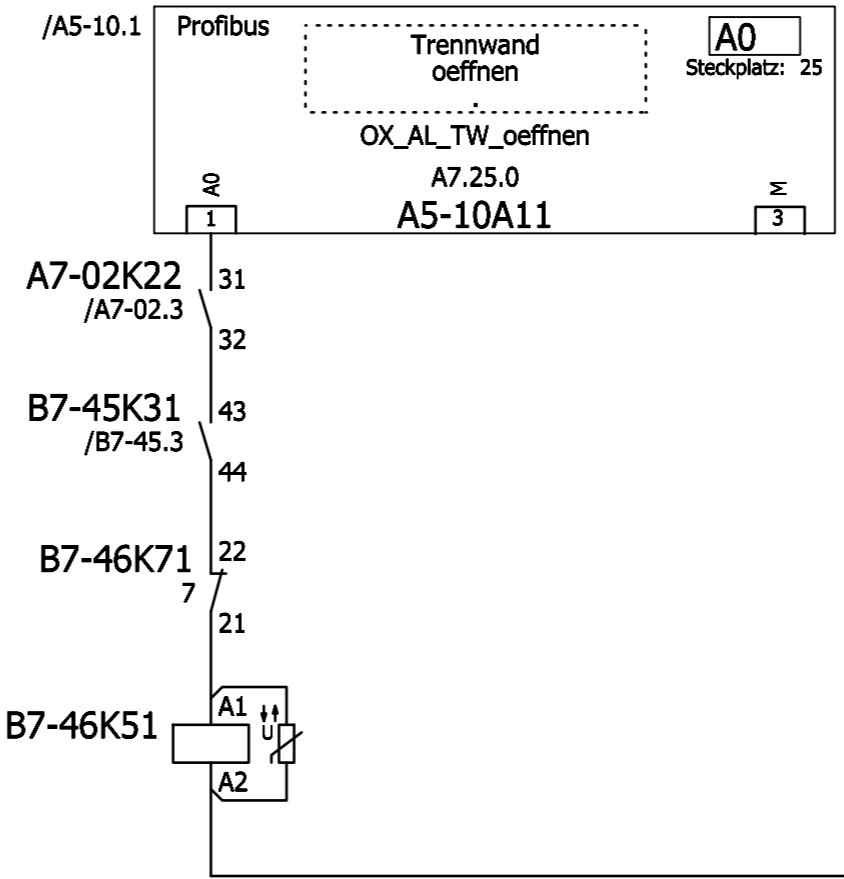 /A5-10.1
Profibus
Trennwand
oeffnen
.
A0
Steckplatz: 25
OX_AL_TW_oeffnen
A7.25.0
A5-10A11
A0
1
M
3
A7-02K22
/A7-02.3
31
32
B7-45K31
/B7-45.3
43
44
B7-46K71
7
22
21
B7-46K51
A1
U
A2